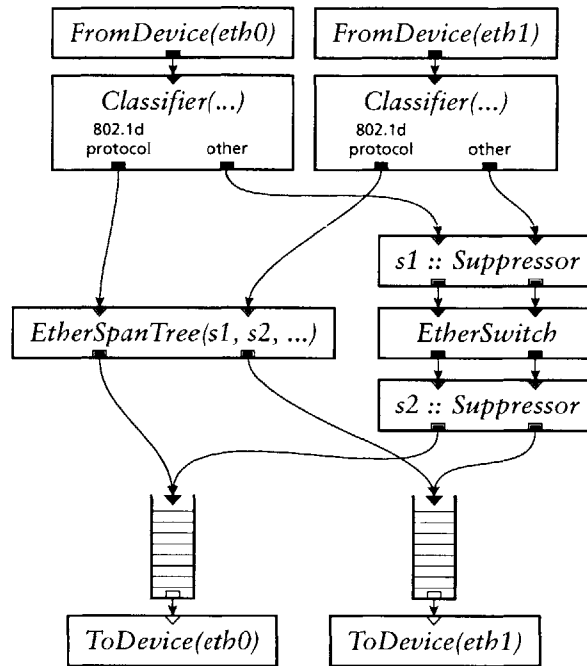 FromDevice(eth0)
FromDevice(eth1)
Classifier(...)
802.1d
protocol
other
Classifier(...)
802.1d
protocol
other
s1 :: Suppressor
EtherSpanTree(s1, s2, ...)
EtherSwitch
s2 :: Suppressor
ToDevice(eth0)
ToDevice(eth1)